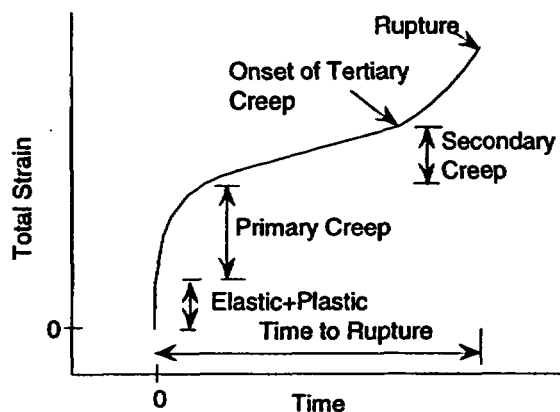 Rupture
Onset of Tertiary
Creep
Secondary
Creep
Total Strain
Primary Creep
Elastic+Plastic
0
Time to Rupture
0
Time